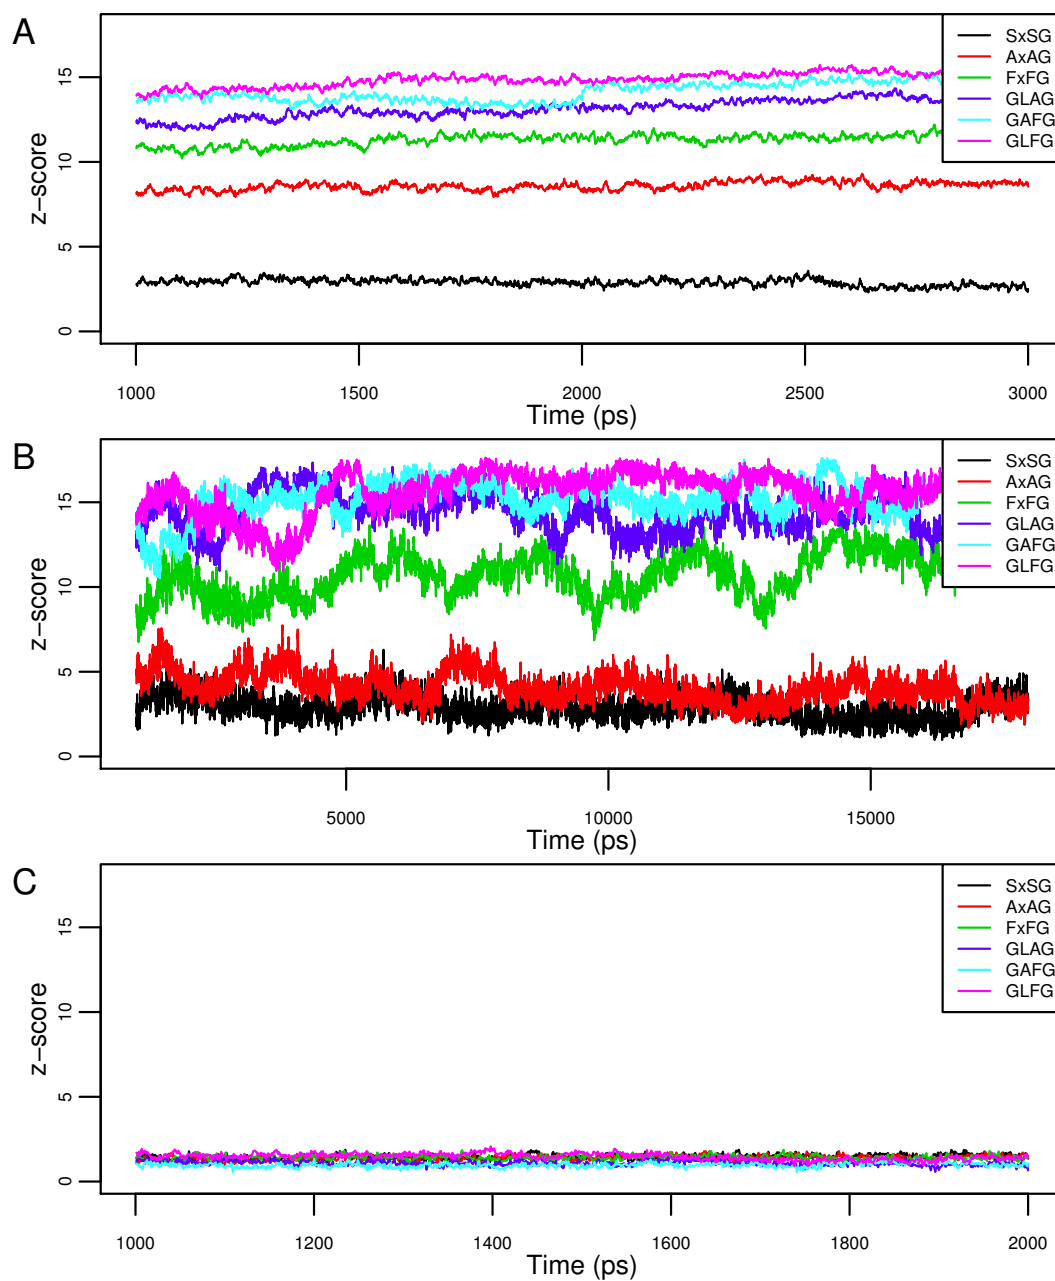 A
SxSG
AxAG
FxFG
GLAG
GAFG
GLFG
z−score
0
5
10
15
1000 1500 2000 2500 3000
Time (ps)
B
SxSG
AxAG
FxFG
GLAG
GAFG
GLFG
z−score
0
5
10
15
5000 10000 15000
Time (ps)
C
SxSG
AxAG
FxFG
GLAG
GAFG
GLFG
z−score
0
5
10
15
1000 1200 1400 1600 1800 2000
Time (ps)